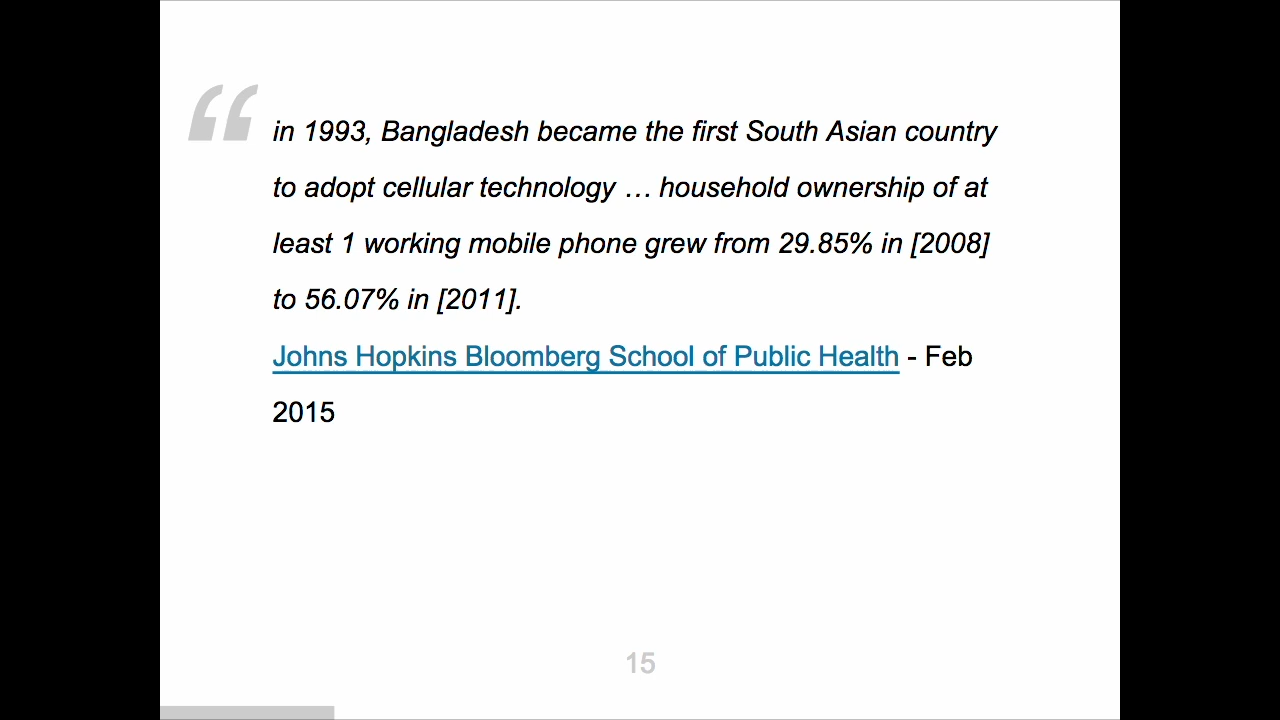 “
in 1993, Bangladesh became the first South Asian country
to adopt cellular technology … household ownership of at
least 1 working mobile phone grew from 29.85% in [2008]
to 56.07% in [2011].
Johns Hopkins Bloomberg School of Public Health - Feb
2015
15